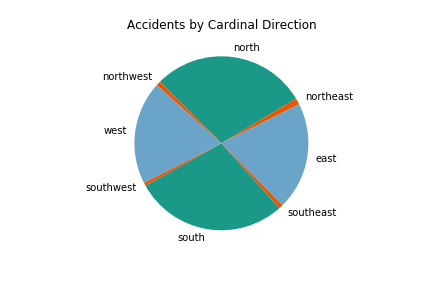 Accidents by Cardinal Direction
north
northwest
northeast
west
east
southwest
southeast
south